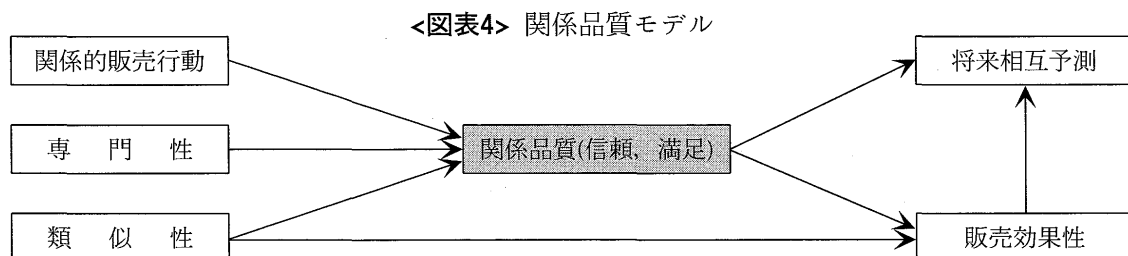 <図表4> 関係品質モデル
関係的販売行動
将来相互予測
専門性
関係品質(信頼, 満足)
類似性
販売効果性